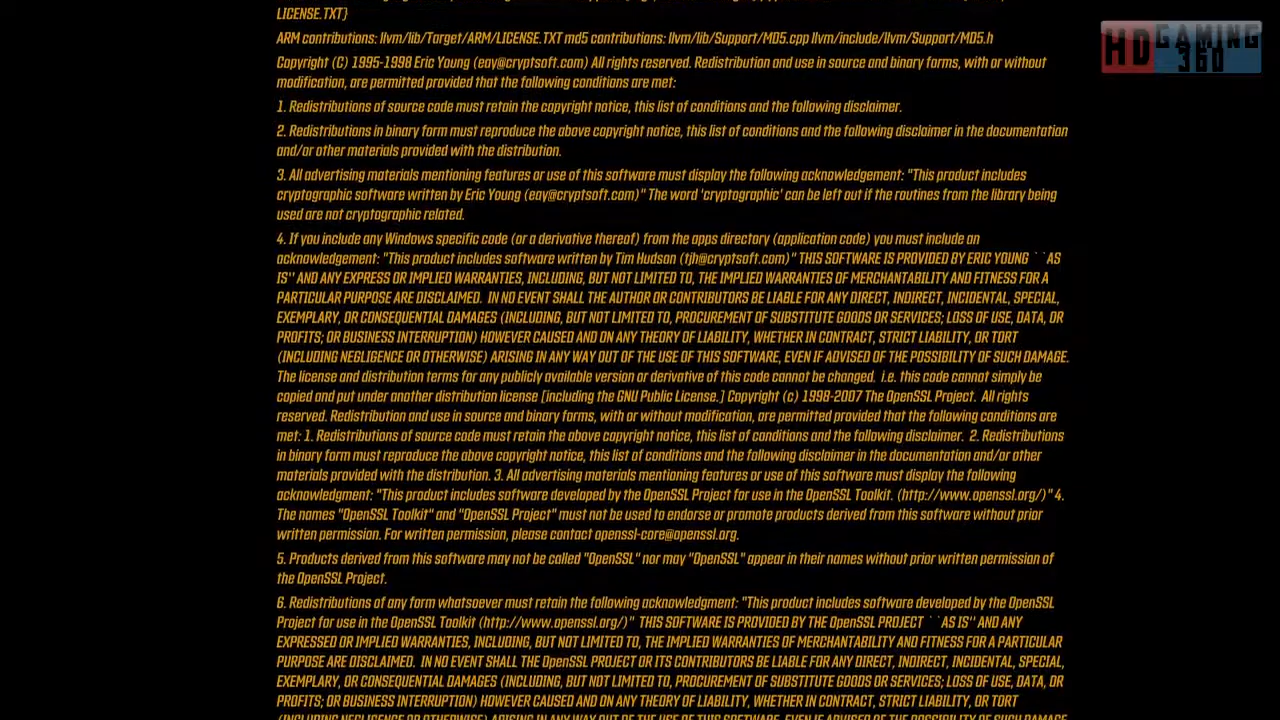 LICENSE.TXT}
ARM contributions: llvm/lib/Target/ARM/LICENSE.TXT md5 contributions: llvm/lib/Support/MD5.cpp llvm/include/llvm/Support/MD5.h
Copyright (C) 1995-1998 Eric Young (eay@cryptsoft.com) All rights reserved. Redistribution and use in source and binary forms, with or without
modification, are permitted provided that the following conditions are met:
1. Redistributions of source code must retain the copyright notice, this list of conditions and the following disclaimer.
2. Redistributions in binary form must reproduce the above copyright notice, this list of conditions and the following disclaimer in the documentation
and/or other materials provided with the distribution.
3. All advertising materials mentioning features or use of this software must display the following acknowledgement: "This product includes
cryptographic software written by Eric Young (eay@cryptsoft.com)" The word 'cryptographic' can be left out if the routines from the library being
used are not cryptographic related.
4. If you include any Windows specific code (or a derivative thereof) from the apps directory (application code) you must include an
acknowledgement: "This product includes software written by Tim Hudson (tjh@cryptsoft.com)" THIS SOFTWARE IS PROVIDED BY ERIC YOUNG ``AS
IS'' AND ANY EXPRESS OR IMPLIED WARRANTIES, INCLUDING, BUT NOT LIMITED TO, THE IMPLIED WARRANTIES OF MERCHANTABILITY AND FITNESS FOR A
PARTICULAR PURPOSE ARE DISCLAIMED. IN NO EVENT SHALL THE AUTHOR OR CONTRIBUTORS BE LIABLE FOR ANY DIRECT, INDIRECT, INCIDENTAL, SPECIAL,
EXEMPLARY, OR CONSEQUENTIAL DAMAGES (INCLUDING, BUT NOT LIMITED TO, PROCUREMENT OF SUBSTITUTE GOODS OR SERVICES; LOSS OF USE, DATA, OR
PROFITS; OR BUSINESS INTERRUPTION) HOWEVER CAUSED AND ON ANY THEORY OF LIABILITY, WHETHER IN CONTRACT, STRICT LIABILITY, OR TORT
(INCLUDING NEGLIGENCE OR OTHERWISE) ARISING IN ANY WAY OUT OF THE USE OF THIS SOFTWARE, EVEN IF ADVISED OF THE POSSIBILITY OF SUCH DAMAGE.
The license and distribution terms for any publicly available version or derivative of this code cannot be changed. i.e. this code cannot simply be
copied and put under another distribution license [including the GNU Public License.] Copyright (c) 1998-2007 The OpenSSL Project. All rights
reserved. Redistribution and use in source and binary forms, with or without modification, are permitted provided that the following conditions are
met: 1. Redistributions of source code must retain the above copyright notice, this list of conditions and the following disclaimer. 2. Redistributions
in binary form must reproduce the above copyright notice, this list of conditions and the following disclaimer in the documentation and/or other
materials provided with the distribution. 3. All advertising materials mentioning features or use of this software must display the following
acknowledgment: "This product includes software developed by the OpenSSL Project for use in the OpenSSL Toolkit. (http://www.openssl.org/)" 4.
The names "OpenSSL Toolkit" and "OpenSSL Project" must not be used to endorse or promote products derived from this software without prior
written permission. For written permission, please contact openssl-core@openssl.org.
5. Products derived from this software may not be called "OpenSSL" nor may "OpenSSL" appear in their names without prior written permission of
the OpenSSL Project.
6. Redistributions of any form whatsoever must retain the following acknowledgment: "This product includes software developed by the OpenSSL
Project for use in the OpenSSL Toolkit (http://www.openssl.org/)" THIS SOFTWARE IS PROVIDED BY THE OpenSSL PROJECT ``AS IS'' AND ANY
EXPRESSED OR IMPLIED WARRANTIES, INCLUDING, BUT NOT LIMITED TO, THE IMPLIED WARRANTIES OF MERCHANTABILITY AND FITNESS FOR A PARTICULAR
PURPOSE ARE DISCLAIMED. IN NO EVENT SHALL THE OpenSSL PROJECT OR ITS CONTRIBUTORS BE LIABLE FOR ANY DIRECT, INDIRECT, INCIDENTAL, SPECIAL,
EXEMPLARY, OR CONSEQUENTIAL DAMAGES (INCLUDING, BUT NOT LIMITED TO, PROCUREMENT OF SUBSTITUTE GOODS OR SERVICES; LOSS OF USE, DATA, OR
PROFITS; OR BUSINESS INTERRUPTION) HOWEVER CAUSED AND ON ANY THEORY OF LIABILITY, WHETHER IN CONTRACT, STRICT LIABILITY, OR TORT
(INCLUDING NEGLIGENCE OR OTHERWISE) ARISING IN ANY WAY OUT OF THE USE OF THIS SOFTWARE, EVEN IF ADVISED OF THE POSSIBILITY OF SUCH DAMAGE
HD GAMING
360